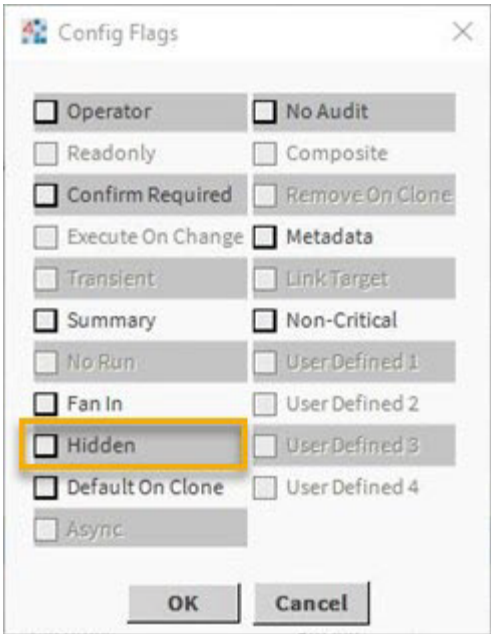 Config Flags
Operator No Audit
Readonly Composite
Confirm Required Remove On Clone
Execute On Change Metadata
Transient Link Target
Summary Non-Critical
No Run User Defined 1
Fan In User Defined 2
Hidden User Defined 3
Default On Clone User Defined 4
Async
OK Cancel